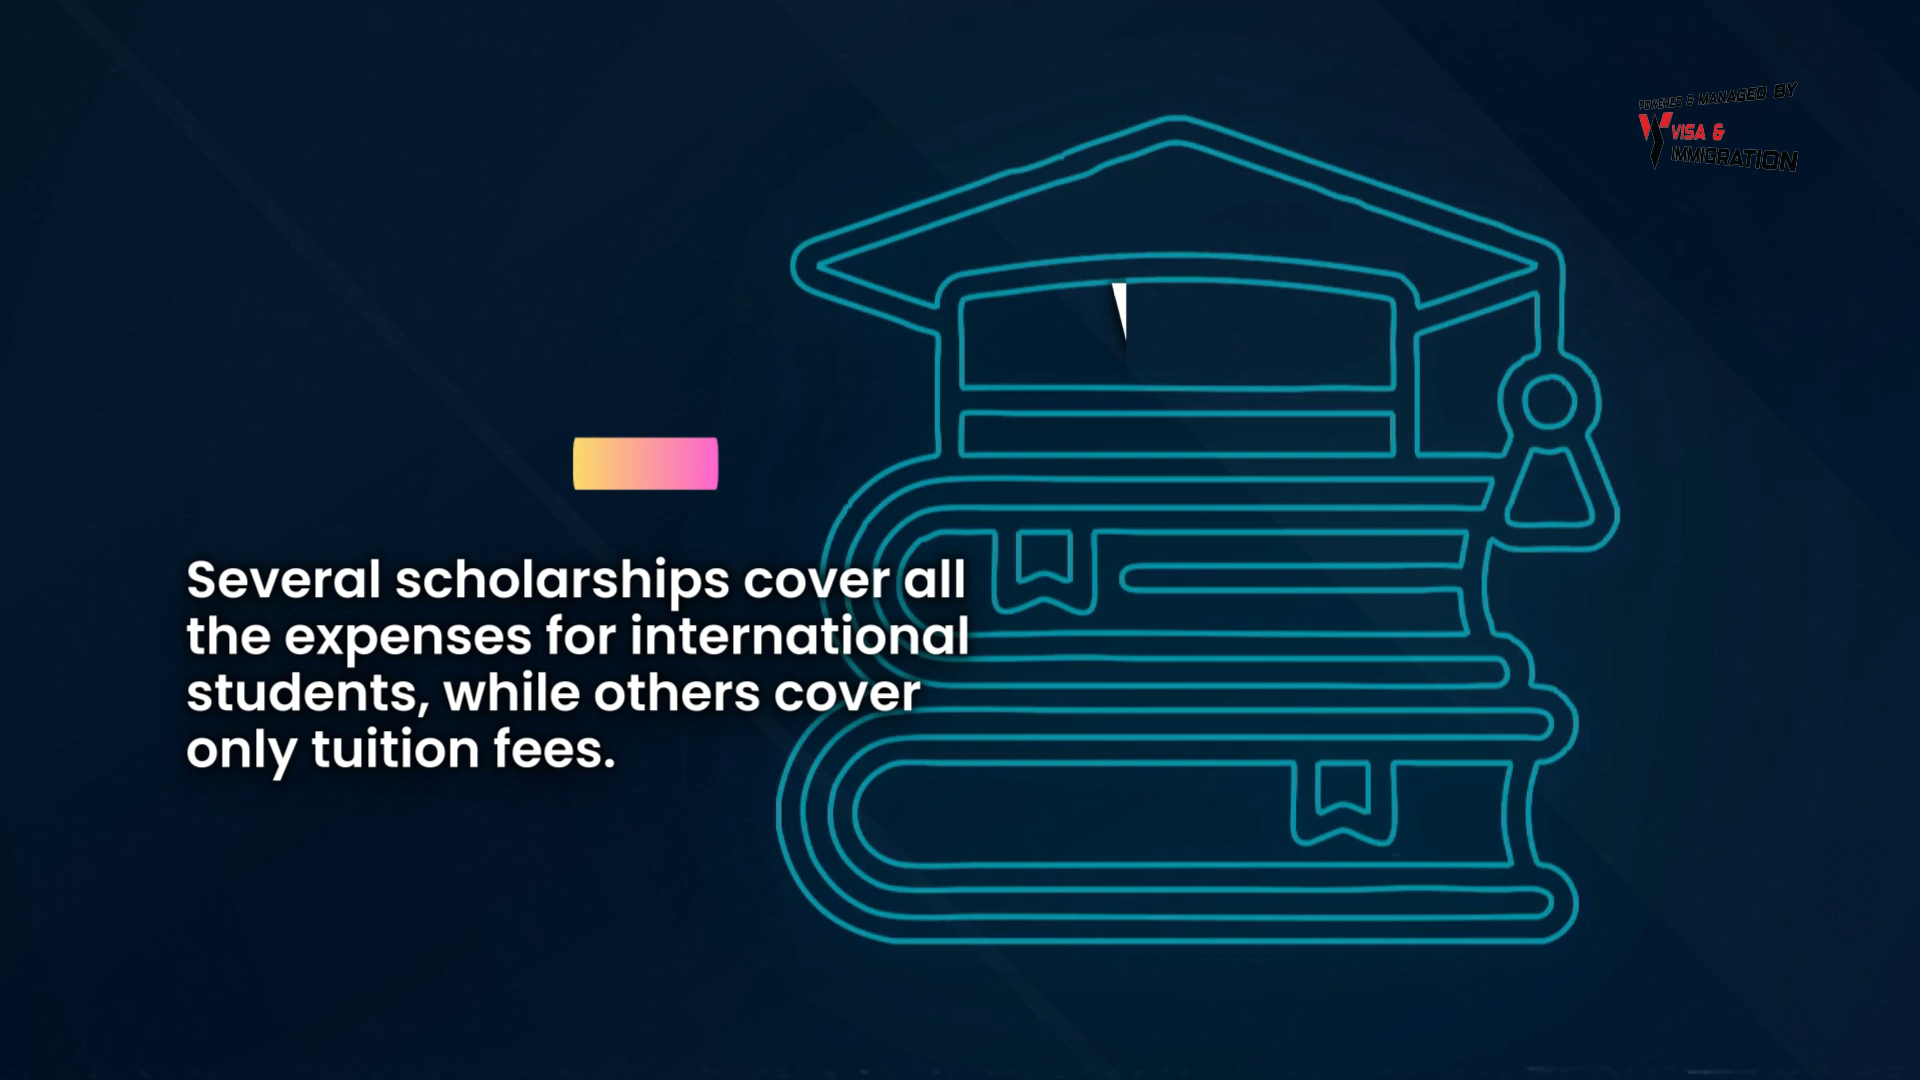 POWERED & MANAGED BY
VISA &
IMMIGRATION
Several scholarships cover all
the expenses for international
students, while others cover
only tuition fees.